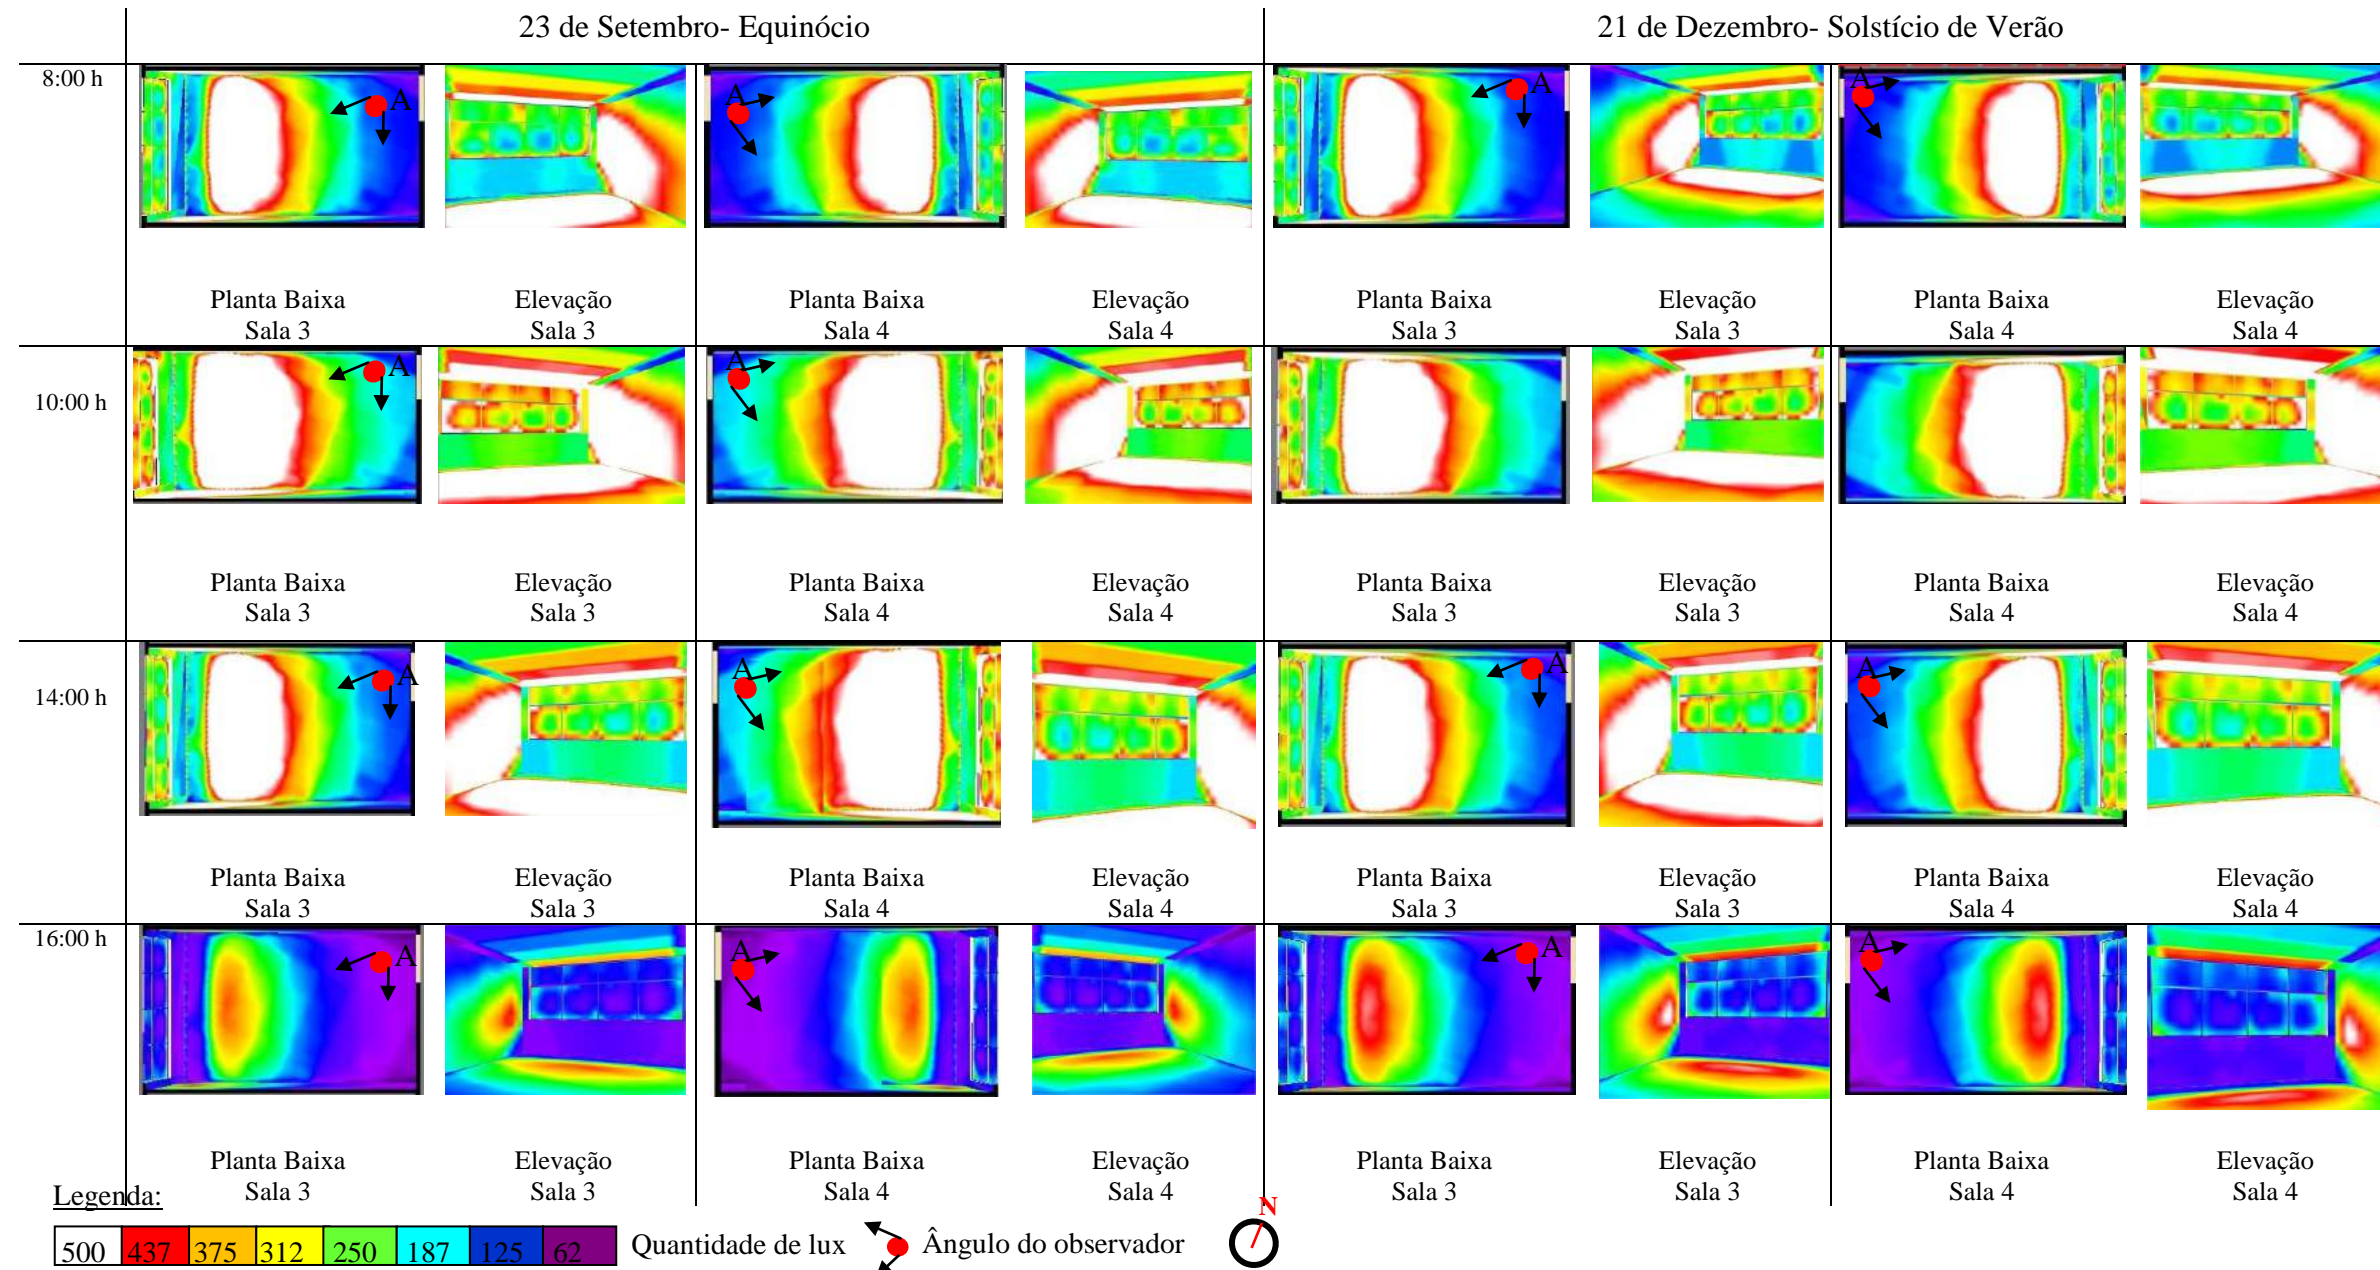 23 de Setembro- Equinócio
21 de Dezembro- Solstício de Verão
8:00 h
A
A
A
A
Planta Baixa
Sala 3
Elevação
Sala 3
Planta Baixa
Sala 4
Elevação
Sala 4
Planta Baixa
Sala 3
Elevação
Sala 3
Planta Baixa
Sala 4
Elevação
Sala 4
10:00 h
A
A
Planta Baixa
Sala 3
Elevação
Sala 3
Planta Baixa
Sala 4
Elevação
Sala 4
Planta Baixa
Sala 3
Elevação
Sala 3
Planta Baixa
Sala 4
Elevação
Sala 4
14:00 h
A
A
A
A
Planta Baixa
Sala 3
Elevação
Sala 3
Planta Baixa
Sala 4
Elevação
Sala 4
Planta Baixa
Sala 3
Elevação
Sala 3
Planta Baixa
Sala 4
Elevação
Sala 4
16:00 h
A
A
A
A
Planta Baixa
Sala 3
Elevação
Sala 3
Planta Baixa
Sala 4
Elevação
Sala 4
Planta Baixa
Sala 3
Elevação
Sala 3
Planta Baixa
Sala 4
Elevação
Sala 4
Legenda:
500 437 375 312 250 187 125 62 Quantidade de lux
Ângulo do observador
N